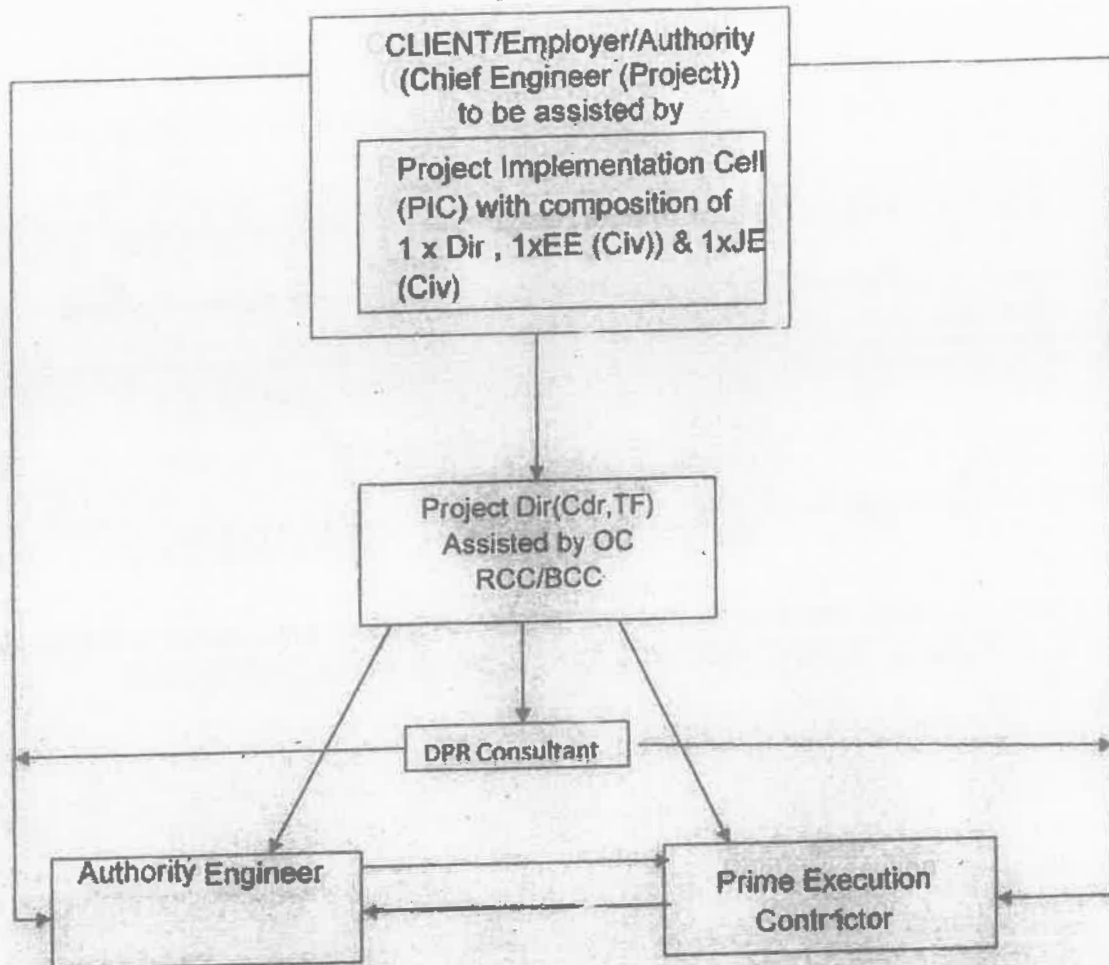 CLIENT/Employer/Authority
(Chief Engineer (Project))
to be assisted by
Project Implementation Cell
(PIC) with composition of
1 x Dir , 1xEE (Civ)) & 1xJE
(Civ)
Project Dir(Cdr,TF)
Assisted by OC
RCC/BCC
DPR Consultant
Authority Engineer
Prime Execution
Contrictor